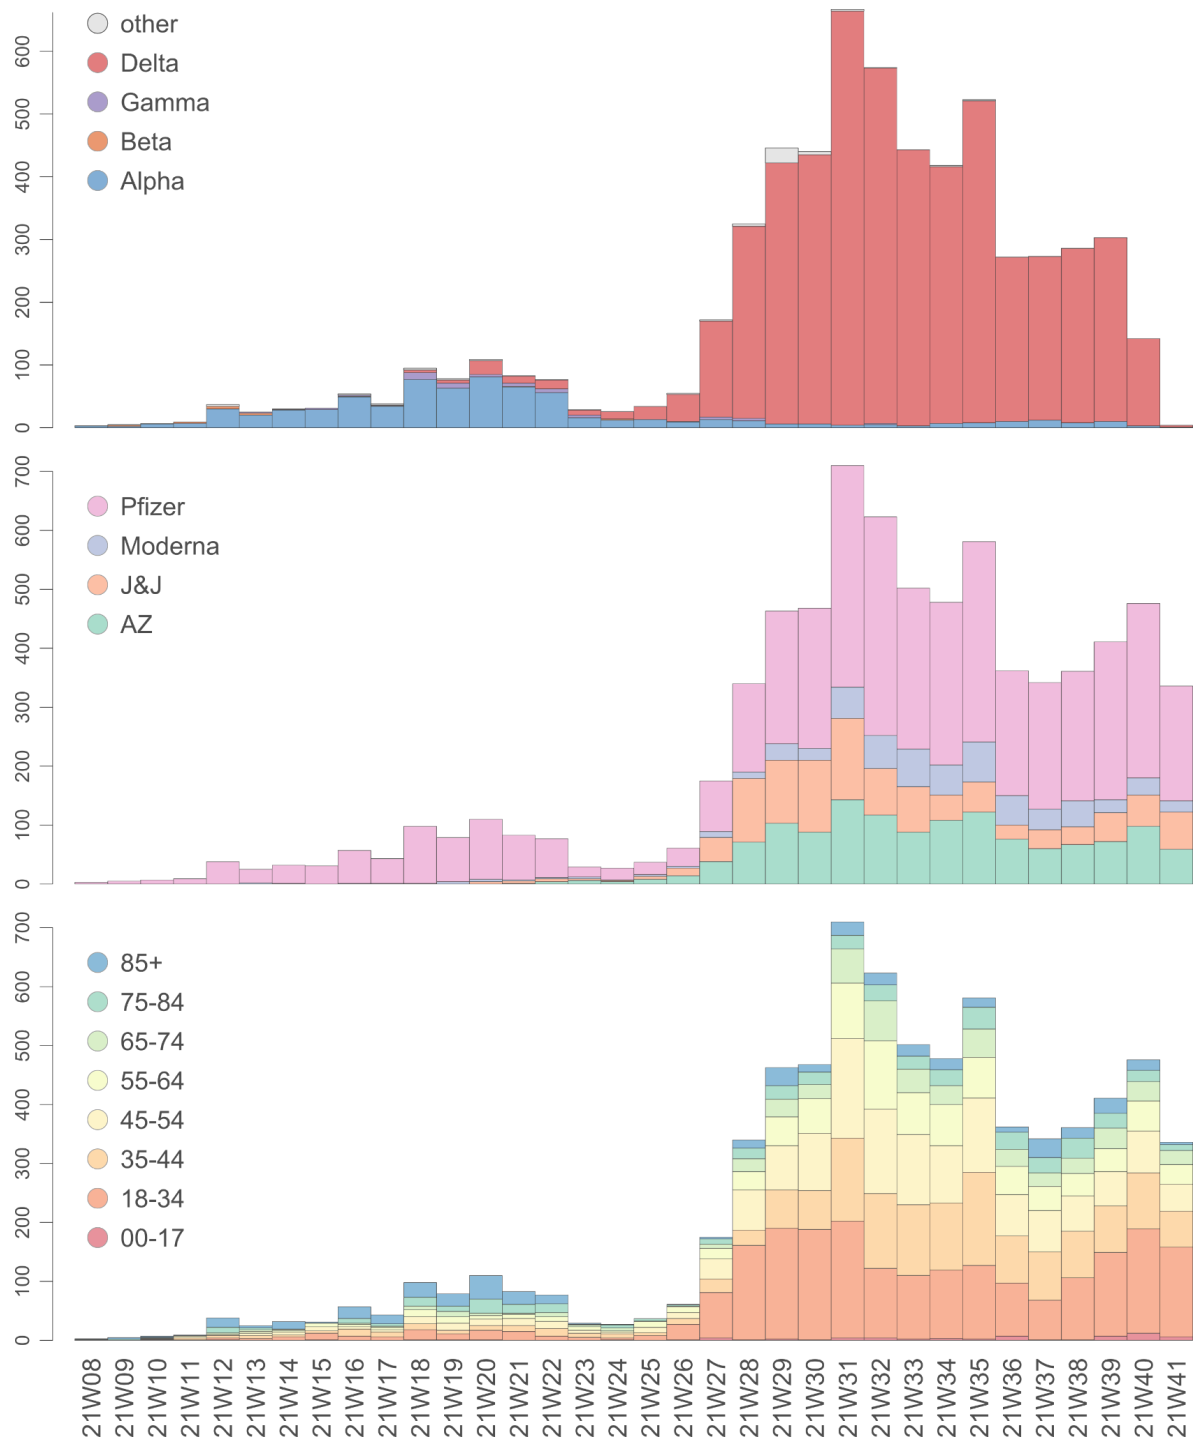 other
Delta
Gamma
Beta
Alpha
600
500
400
300
200
100
0
Pfizer
Moderna
J&J
AZ
700
600
500
400
300
200
100
0
85+
75-84
65-74
55-64
45-54
35-44
18-34
00-17
700
600
500
400
300
200
100
0
21W08
21W09
21W10
21W11
21W12
21W13
21W14
21W15
21W16
21W17
21W18
21W19
21W20
21W21
21W22
21W23
21W24
21W25
21W26
21W27
21W28
21W29
21W30
21W31
21W32
21W33
21W34
21W35
21W36
21W37
21W38
21W39
21W40
21W41